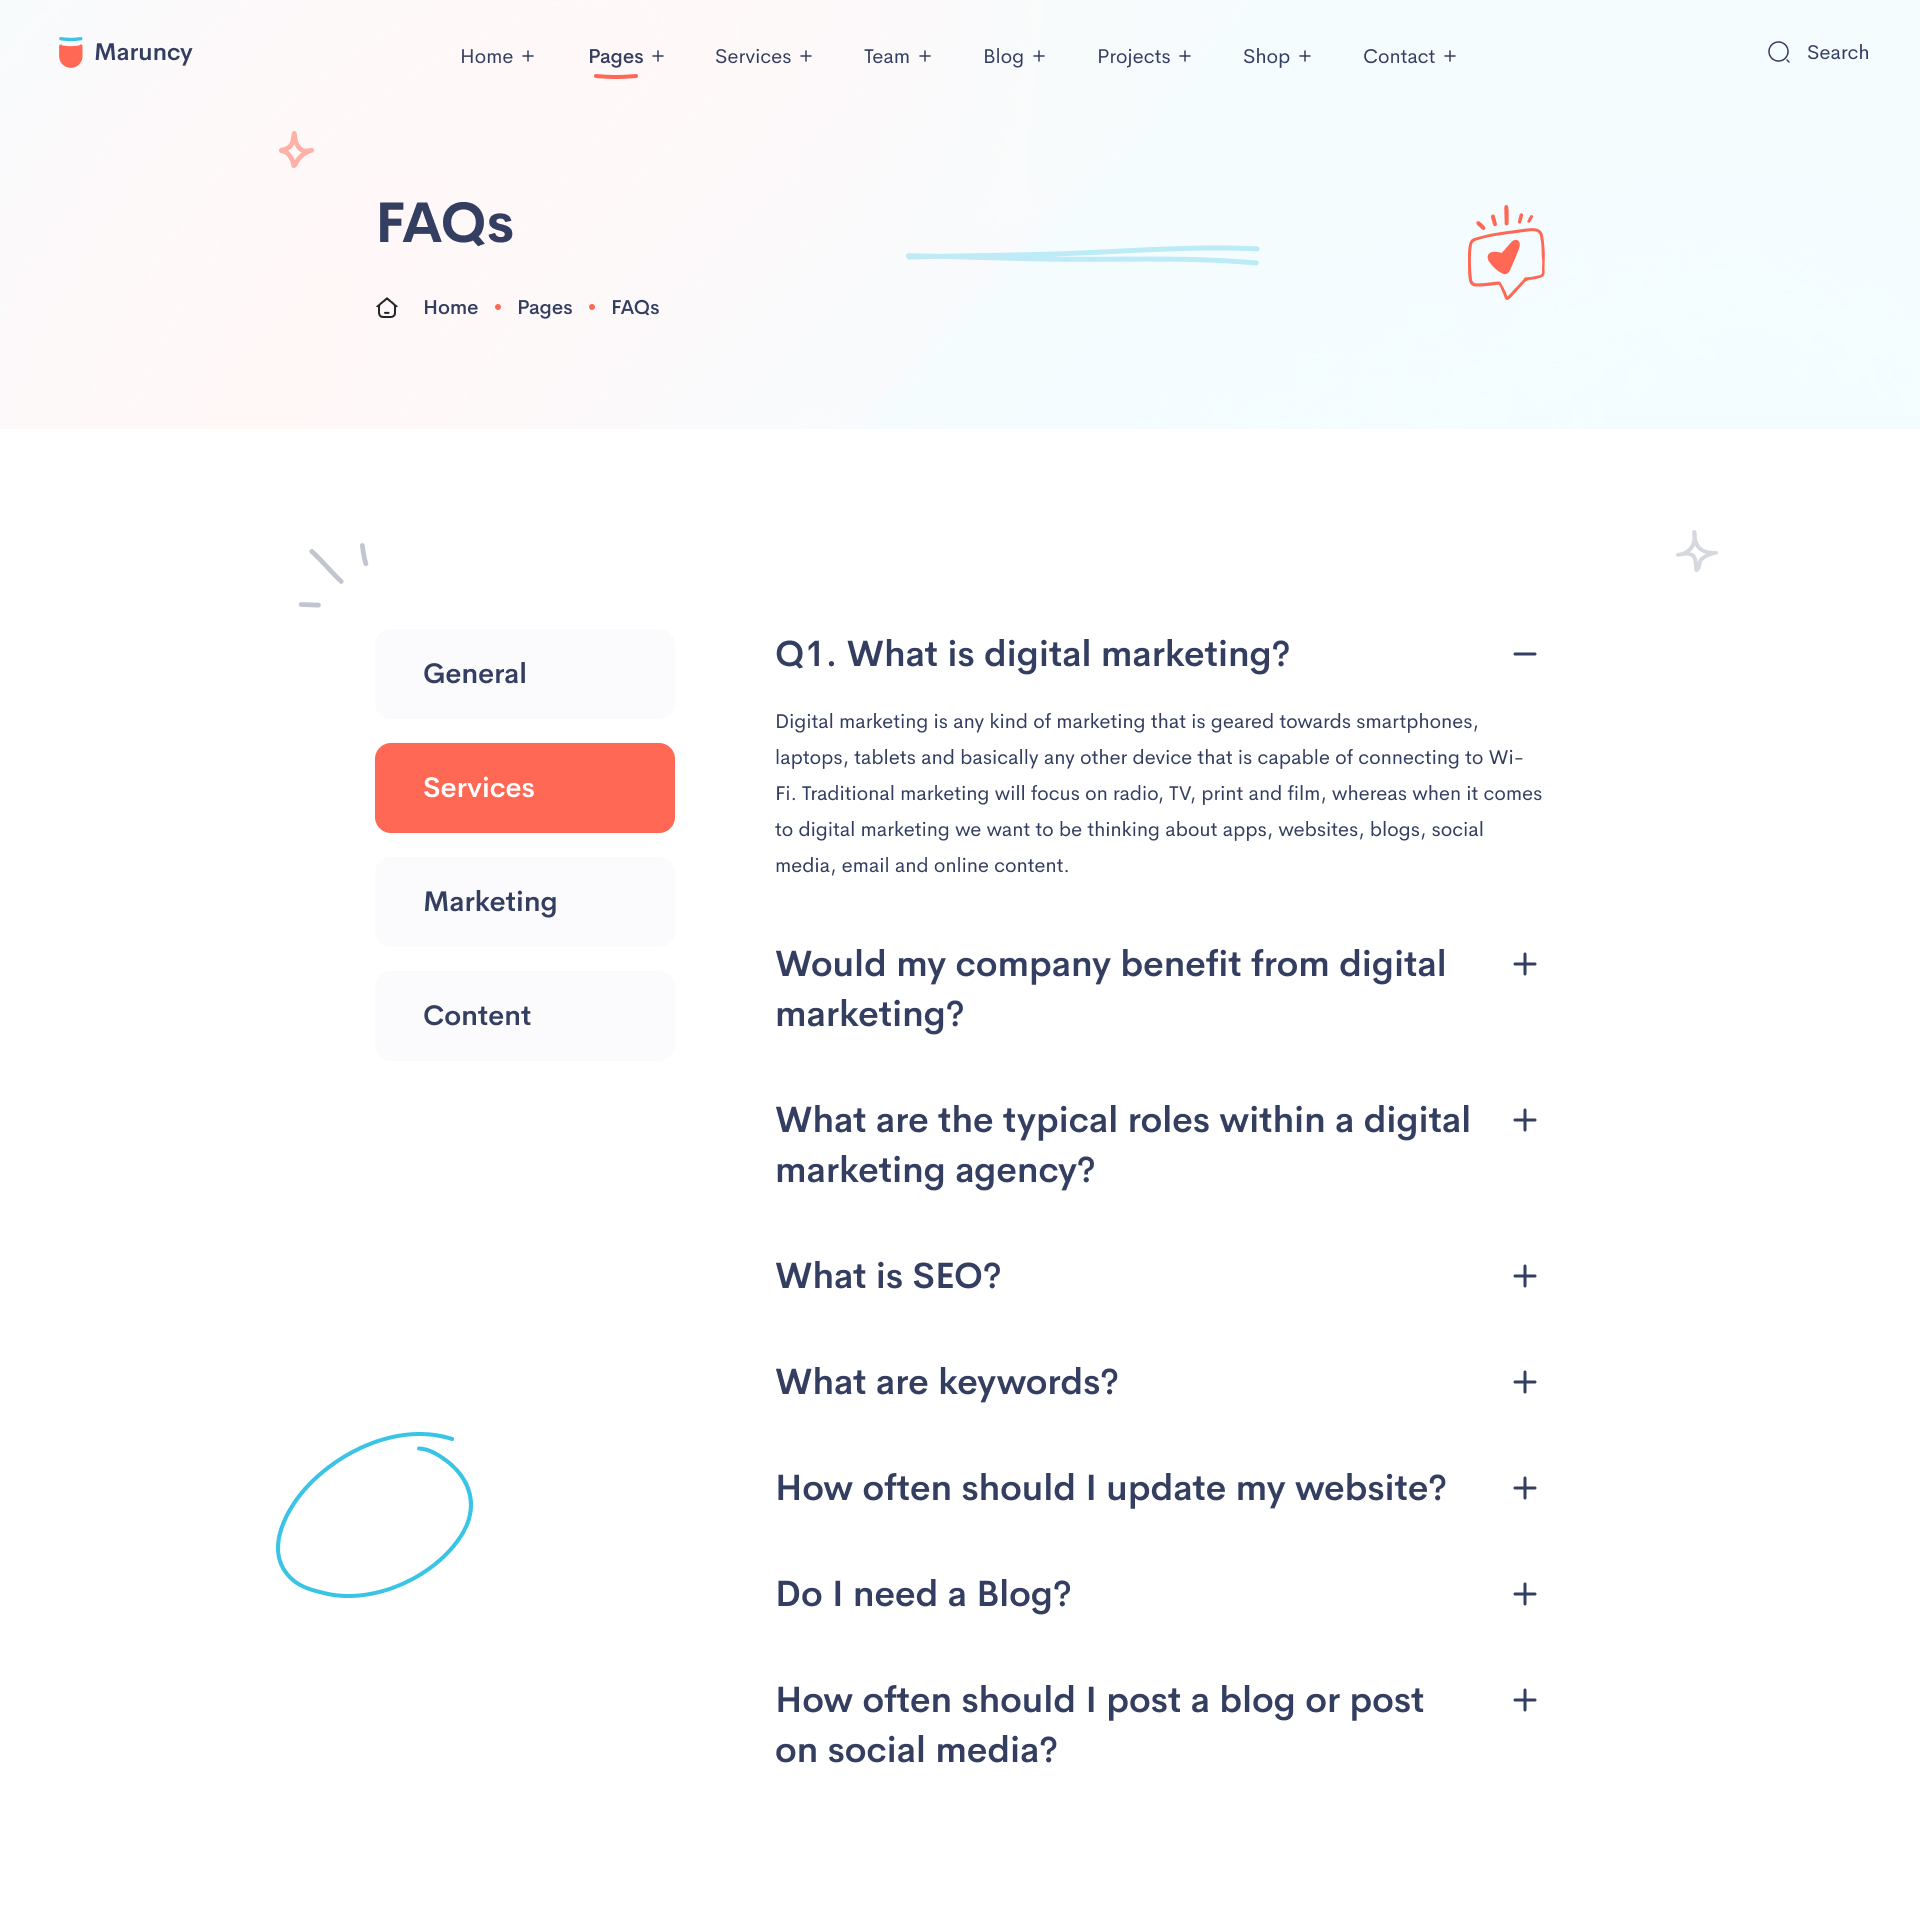 Maruncy
Home +
Pages +
Services +
Team +
Blog +
Projects +
Shop +
Contact +
Search
FAQs
Home • Pages • FAQs
General
Services
Marketing
Content
Q1. What is digital marketing?
Digital marketing is any kind of marketing that is geared towards smartphones,
laptops, tablets and basically any other device that is capable of connecting to Wi-
Fi. Traditional marketing will focus on radio, TV, print and film, whereas when it comes
to digital marketing we want to be thinking about apps, websites, blogs, social
media, email and online content.
Would my company benefit from digital
marketing?
What are the typical roles within a digital
marketing agency?
What is SEO?
What are keywords?
How often should I update my website?
Do I need a Blog?
How often should I post a blog or post
on social media?